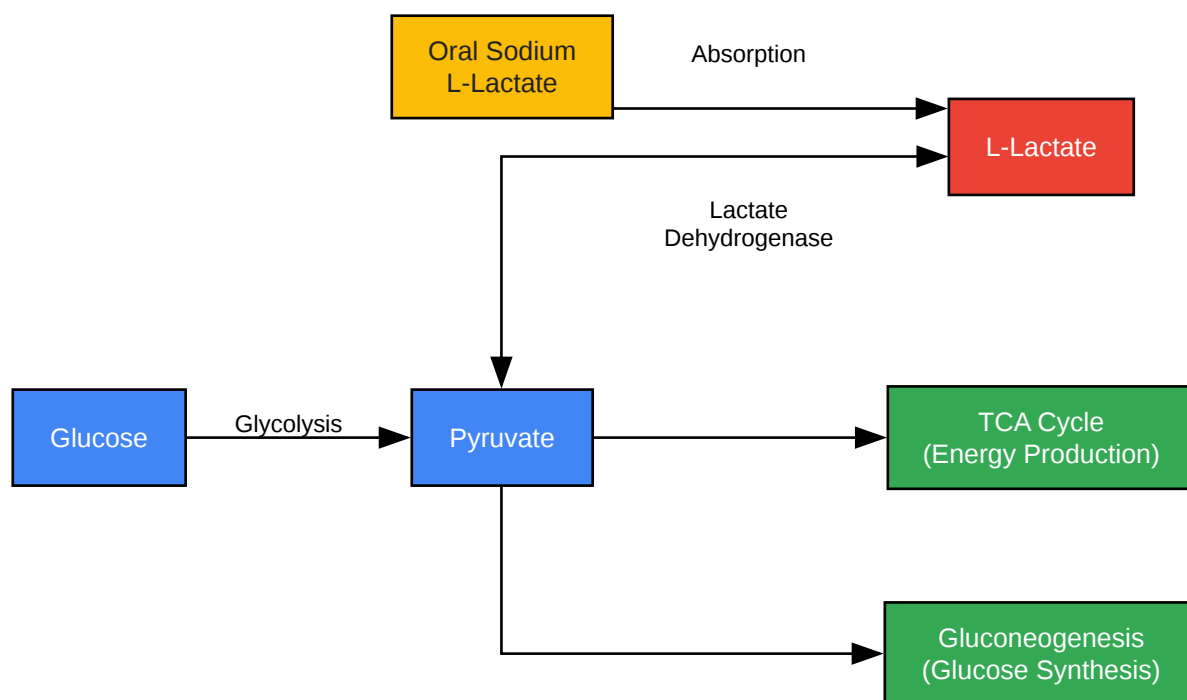 Oral Sodium
L-Lactate
Absorption
L-Lactate
Lactate
Dehydrogenase
Glucose
Glycolysis
Pyruvate
TCA Cycle
(Energy Production)
Gluconeogenesis
(Glucose Synthesis)